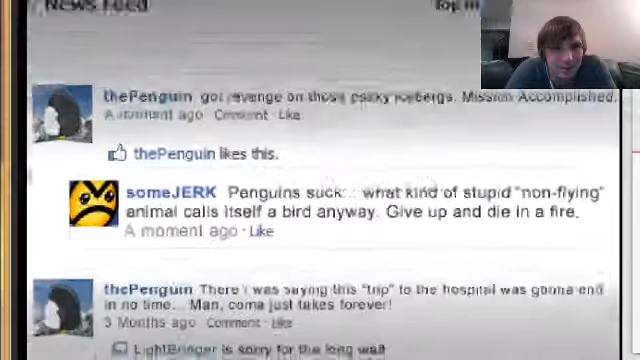 News Feed
thePenguin got revenge on those pesky icebergs. Mission Accomplished.
A moment ago · Comment · Like
thePenguin likes this.
someJERK Penguins suck... what kind of stupid "non-flying"
animal calls itself a bird anyway. Give up and die in a fire.
A moment ago · Like
thePenguin There I was saying this "trip" to the hospital was gonna end
in no time... Man, coma just takes forever!
3 Months ago · Comment · Like
LightBringer is sorry for the long wait